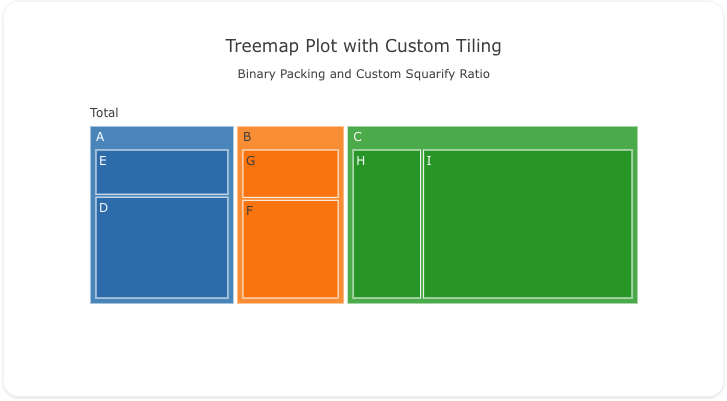 Treemap Plot with Custom Tiling
Binary Packing and Custom Squarify Ratio
Total
A
E
D
B
G
F
C
H
I